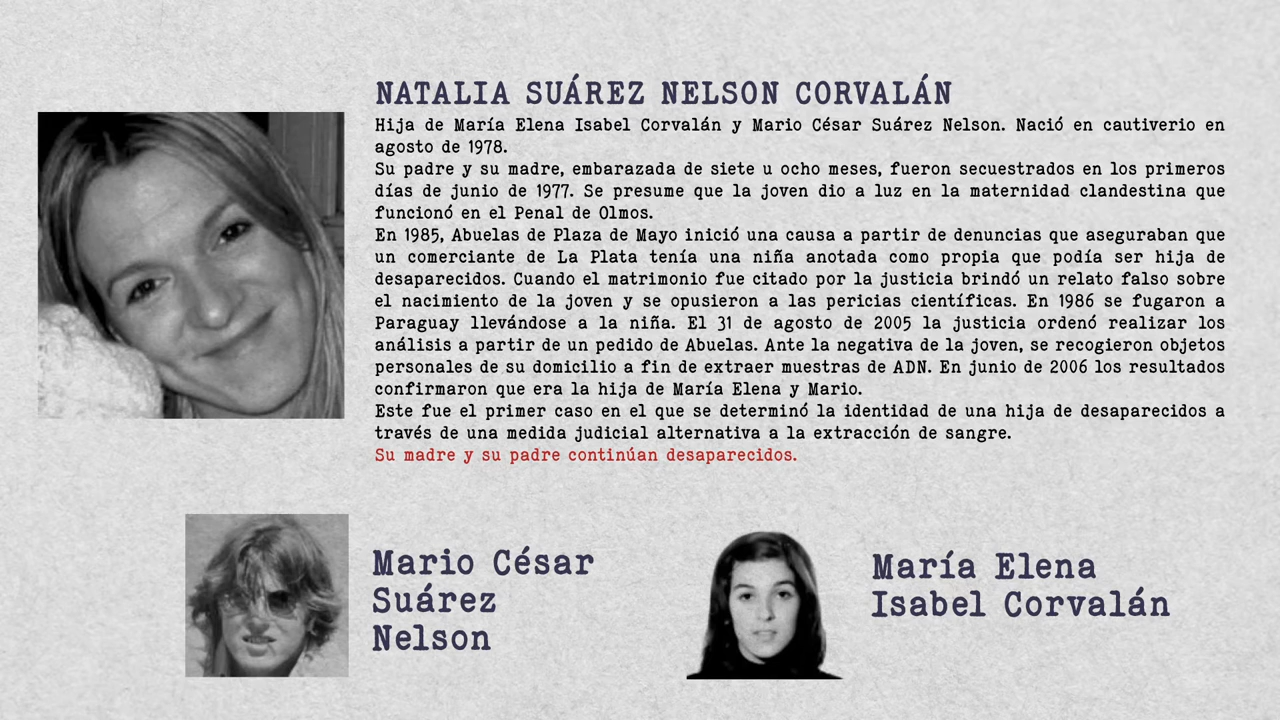 NATALIA SUÁREZ NELSON CORVALÁN
Hija de María Elena Isabel Corvalán y Mario César Suárez Nelson. Nació en cautiverio en
agosto de 1978.
Su padre y su madre, embarazada de siete u ocho meses, fueron secuestrados en los primeros
días de junio de 1977. Se presume que la joven dio a luz en la maternidad clandestina que
funcionó en el Penal de Olmos.
En 1985, Abuelas de Plaza de Mayo inició una causa a partir de denuncias que aseguraban que
un comerciante de La Plata tenía una niña anotada como propia que podía ser hija de
desaparecidos. Cuando el matrimonio fue citado por la justicia brindó un relato falso sobre
el nacimiento de la joven y se opusieron a las pericias científicas. En 1986 se fugaron a
Paraguay llevándose a la niña. El 31 de agosto de 2005 la justicia ordenó realizar los
análisis a partir de un pedido de Abuelas. Ante la negativa de la joven, se recogieron objetos
personales de su domicilio a fin de extraer muestras de ADN. En junio de 2006 los resultados
confirmaron que era la hija de María Elena y Mario.
Este fue el primer caso en el que se determinó la identidad de una hija de desaparecidos a
través de una medida judicial alternativa a la extracción de sangre.
Su madre y su padre continúan desaparecidos.
Mario César
Suárez
Nelson
María Elena
Isabel Corvalán